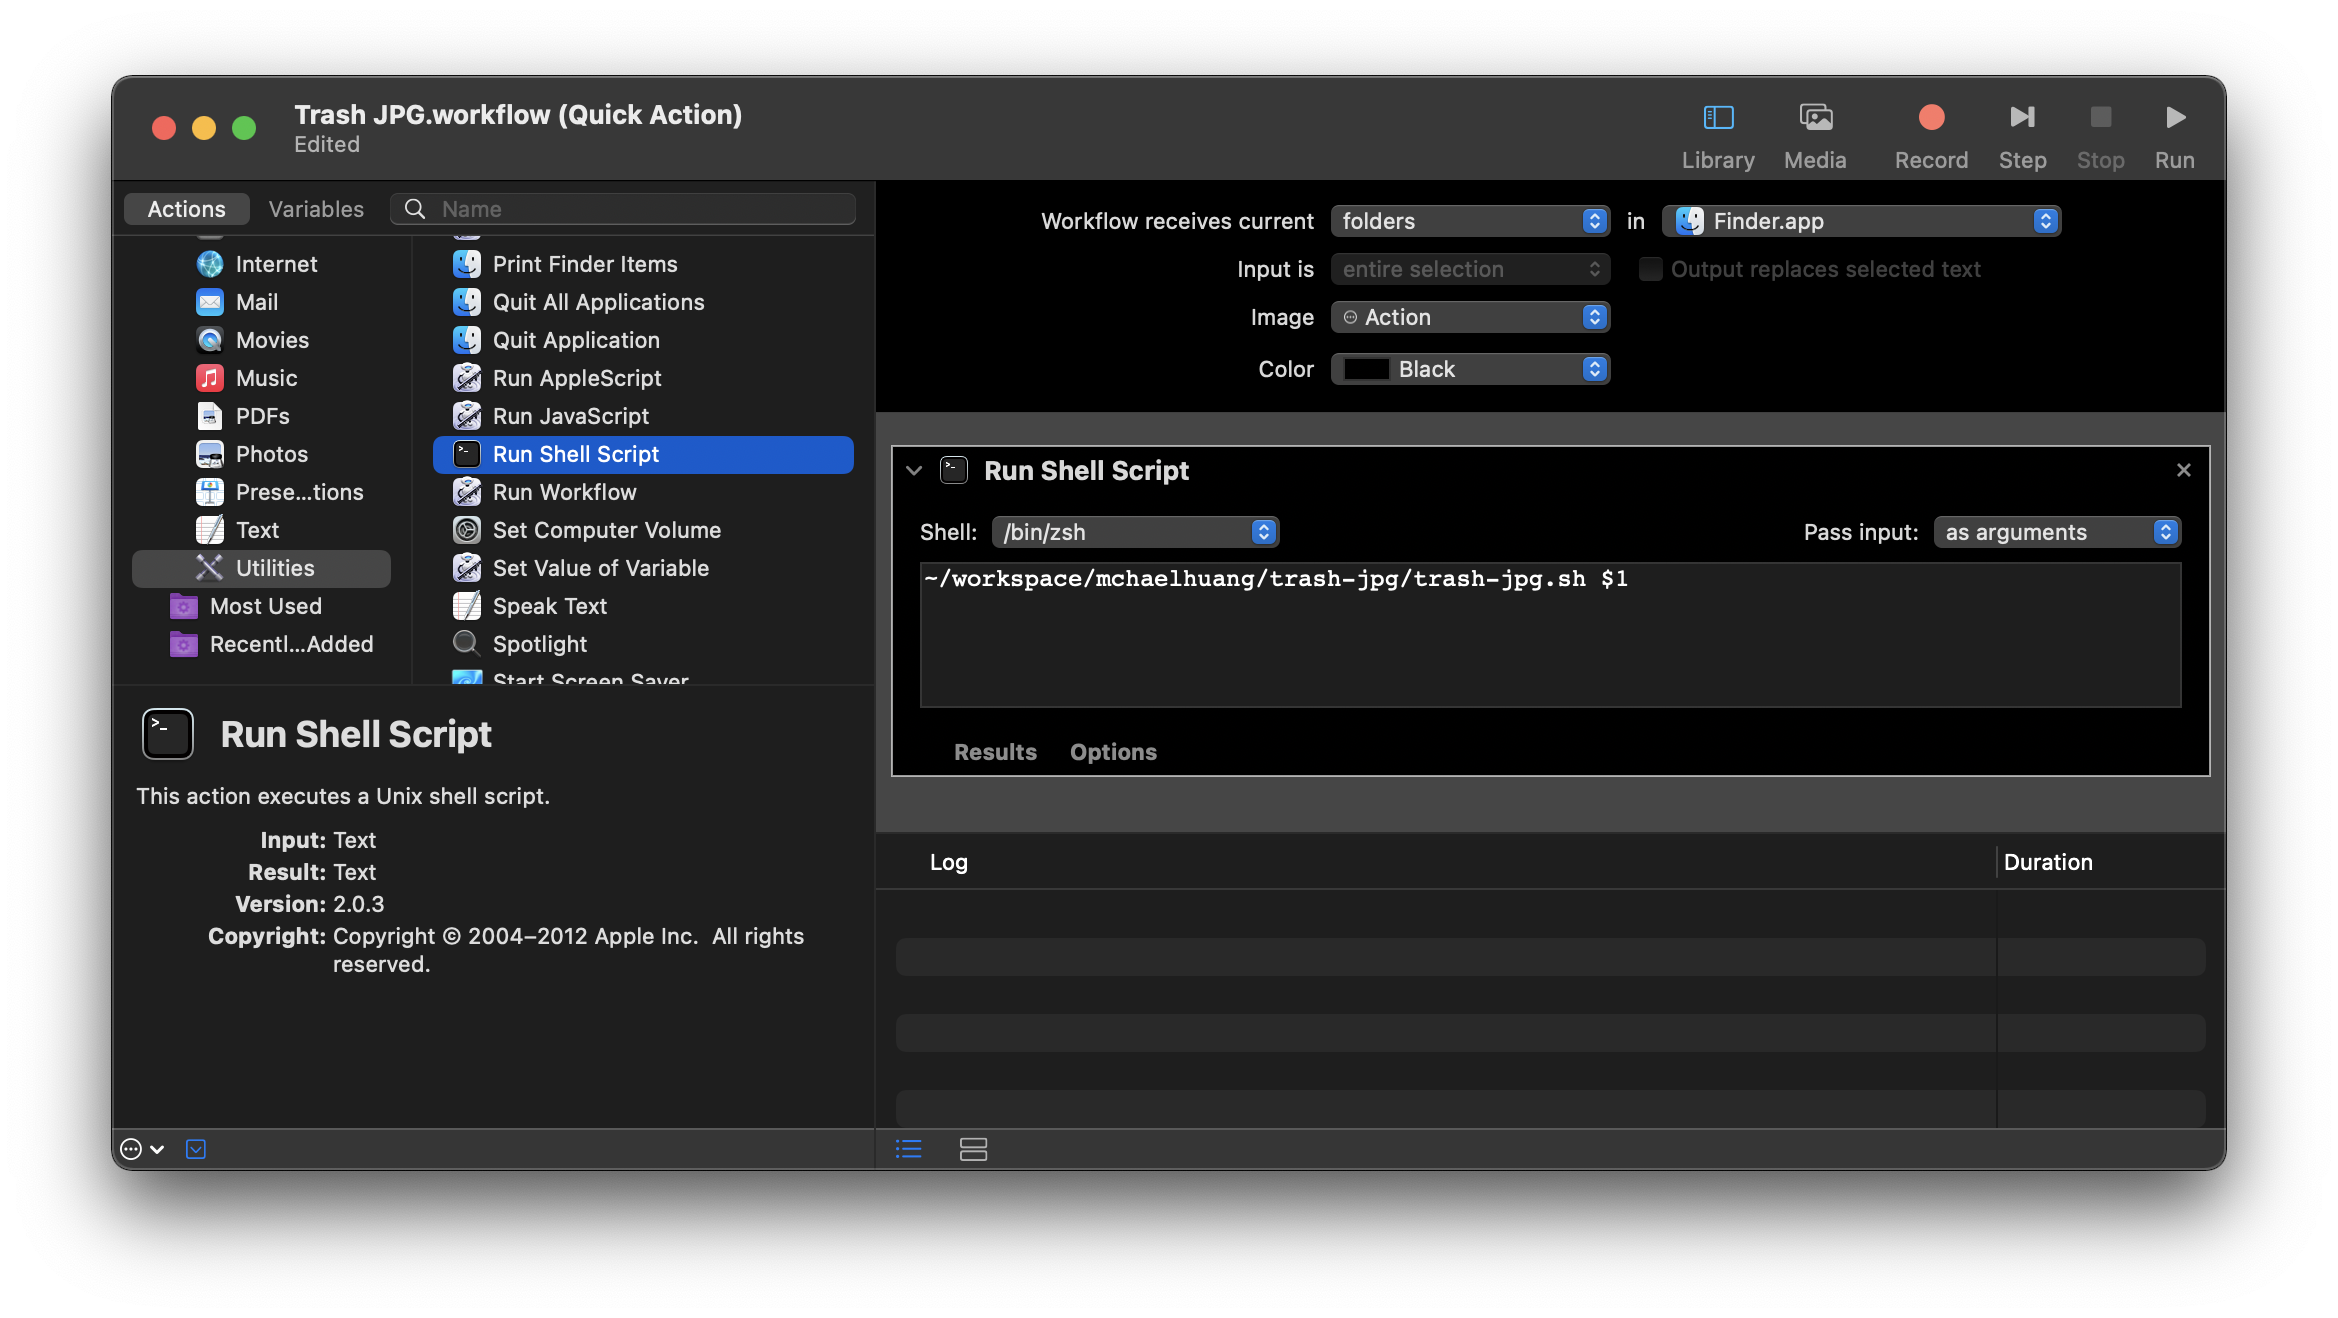 Trash JPG.workflow (Quick Action)
Edited
Library
Media
Record
Step
Stop
Run
Actions
Variables
Name
Internet
Mail
Movies
Music
PDFs
Photos
Prese...tions
Text
Utilities
Most Used
Recentl...Added
Print Finder Items
Quit All Applications
Quit Application
Run AppleScript
Run JavaScript
Run Shell Script
Run Workflow
Set Computer Volume
Set Value of Variable
Speak Text
Spotlight
Start Screen Saver
Run Shell Script
This action executes a Unix shell script.
Input: Text
Result: Text
Version: 2.0.3
Copyright: Copyright © 2004–2012 Apple Inc. All rights
reserved.
Workflow receives current folders in Finder.app
Input is entire selection Output replaces selected text
Image Action
Color Black
Run Shell Script
Shell: /bin/zsh Pass input: as arguments
~/workspace/mchaelhuang/trash-jpg/trash-jpg.sh $1
Results Options
Log Duration